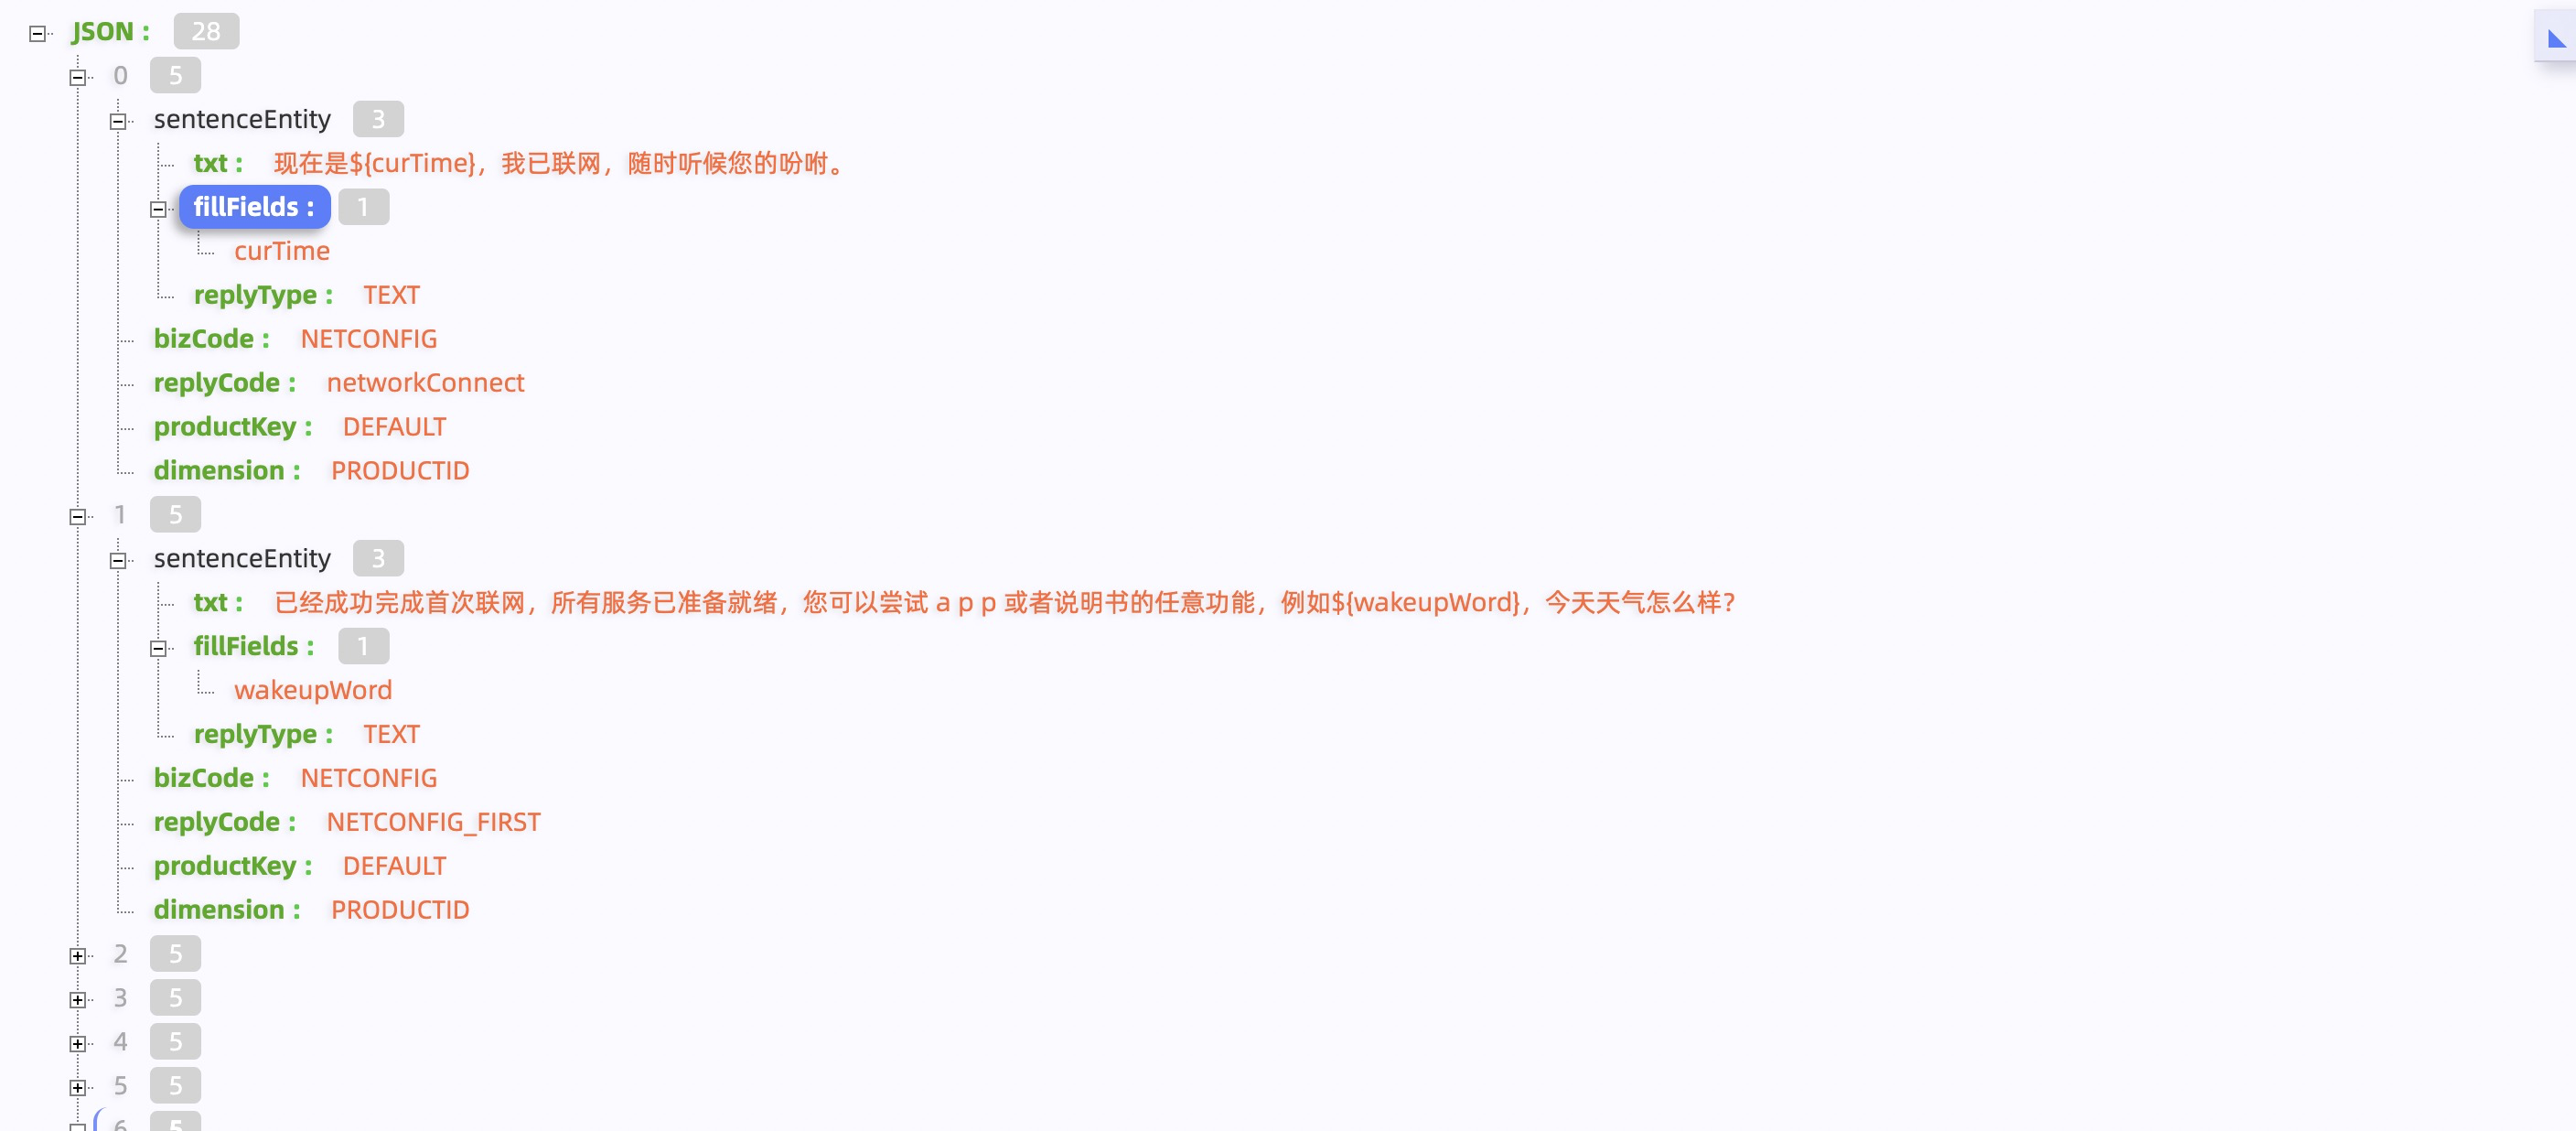 JSON : 28
0 5
sentenceEntity 3
txt : 现在是${curTime}，我已联网，随时听候您的吩咐。
fillFields : 1
curTime
replyType : TEXT
bizCode : NETCONFIG
replyCode : networkConnect
productKey : DEFAULT
dimension : PRODUCTID
1 5
sentenceEntity 3
txt : 已经成功完成首次联网，所有服务已准备就绪，您可以尝试 a p p 或者说明书的任意功能，例如${wakeupWord}，今天天气怎么样？
fillFields : 1
wakeupWord
replyType : TEXT
bizCode : NETCONFIG
replyCode : NETCONFIG_FIRST
productKey : DEFAULT
dimension : PRODUCTID
2 5
3 5
4 5
5 5
6 5